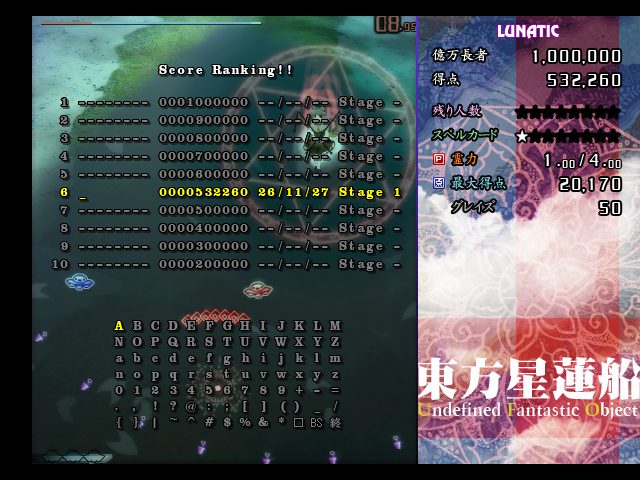 08.95
LUNATIC
Score Ranking!!
1 -------- 0001000000 --/--/-- Stage -
2 -------- 0000900000 --/--/-- Stage -
3 -------- 0000800000 --/--/-- Stage -
4 -------- 0000700000 --/--/-- Stage -
5 -------- 0000600000 --/--/-- Stage -
6 _ 0000532260 26/11/27 Stage 1
7 -------- 0000500000 --/--/-- Stage -
8 -------- 0000400000 --/--/-- Stage -
9 -------- 0000300000 --/--/-- Stage -
10 -------- 0000200000 --/--/-- Stage -
A B C D E F G H I J K L M
N O P Q R S T U V W X Y Z
a b c d e f g h i j k l m
n o p q r s t u v w x y z
0 1 2 3 4 5 6 7 8 9 + - =
. , ! ? @ : ; [ ] ( ) _ /
{ } | ~ ^ # $ % & * □ BS 終
億万長者 1,000,000
得点 532,260
残り人数
スペルカード ★
P 霊力 1.00/4.00
点 最大得点 20,170
グレイズ 50
東方星蓮船
Undefined Fantastic Object